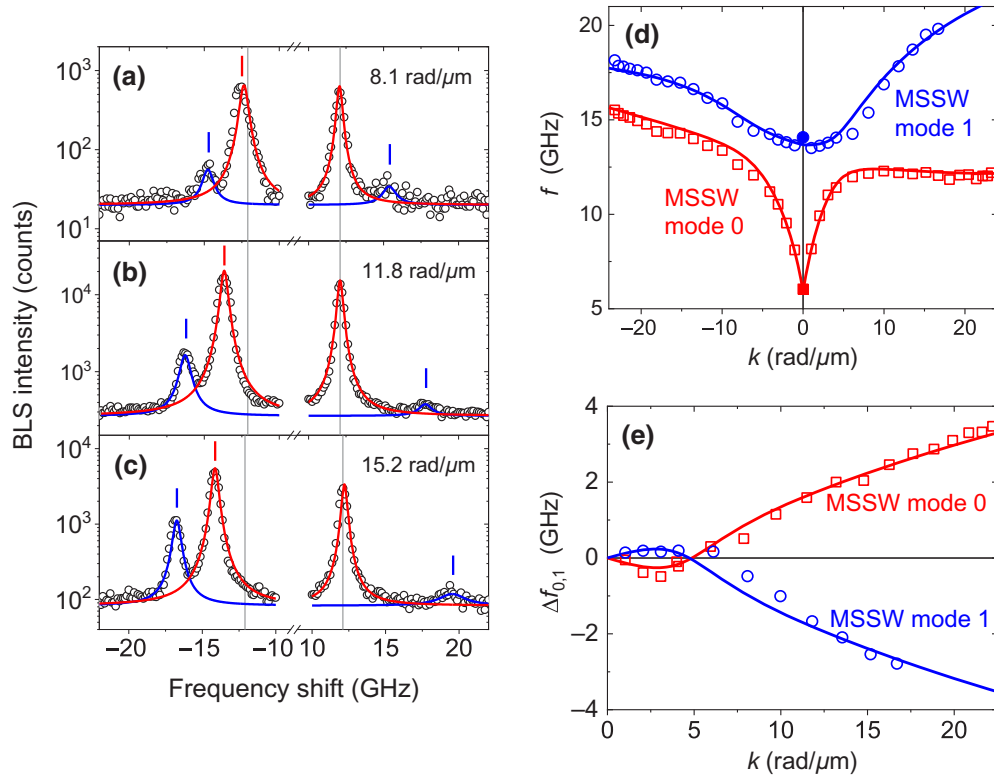 (a)
8.1 rad/μm
10³
10²
10¹
(b)
11.8 rad/μm
10⁴
10³
(c)
15.2 rad/μm
10⁴
10³
10²
BLS intensity (counts)
−20
−15
−10
10
15
20
Frequency shift (GHz)
(d)
20
15
10
5
f (GHz)
MSSW
mode 1
MSSW
mode 0
−20
−10
0
10
20
k (rad/μm)
(e)
4
2
0
−2
−4
Δf0,1 (GHz)
MSSW mode 0
MSSW mode 1
0
5
10
15
20
k (rad/μm)